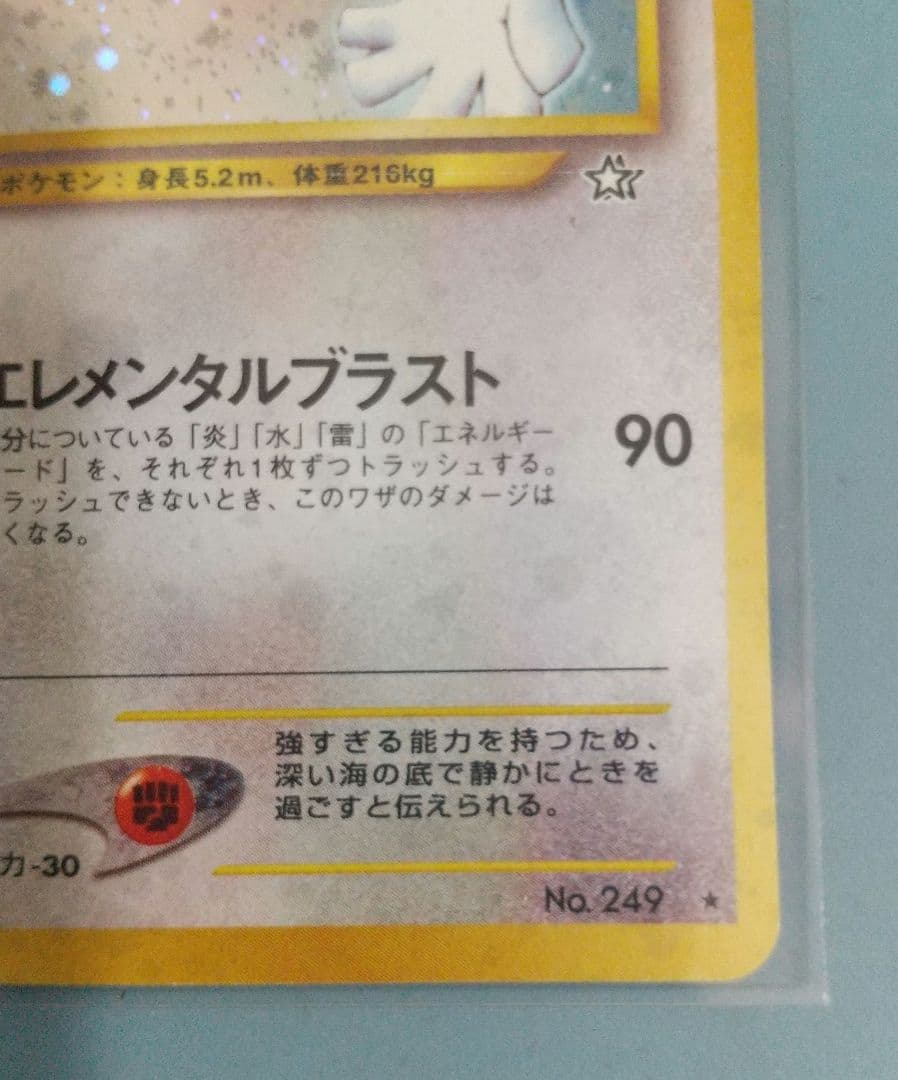 ポケモン：身長5.2m、体重216kg
エレメンタルブラスト
90
分についている「炎」「水」「雷」の「エネルギー
ード」を、それぞれ1枚ずつトラッシュする。
ラッシュできないとき、このワザのダメージは
くなる。
強すぎる能力を持つため、
深い海の底で静かにときを
過ごすと伝えられる。
力-30
No. 249 ★